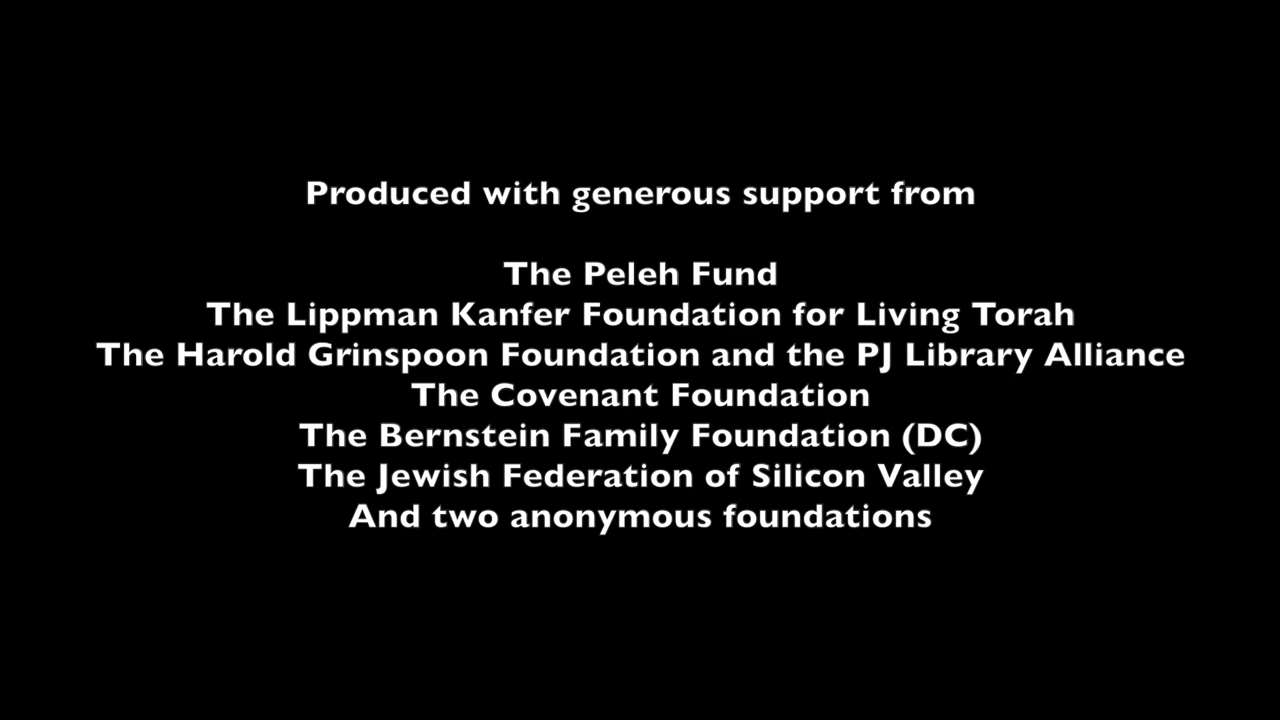 Produced with generous support from
The Peleh Fund
The Lippman Kanfer Foundation for Living Torah
The Harold Grinspoon Foundation and the PJ Library Alliance
The Covenant Foundation
The Bernstein Family Foundation (DC)
The Jewish Federation of Silicon Valley
And two anonymous foundations